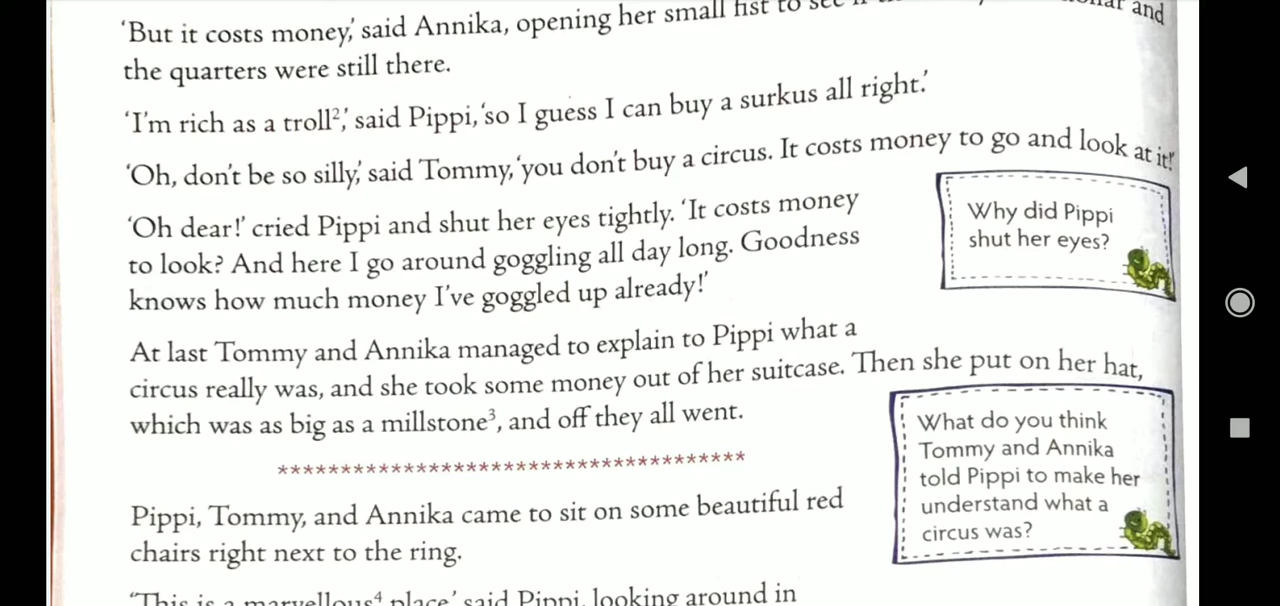 ‘But it costs money,’ said Annika, opening her small fist to see and
the quarters were still there.
‘I'm rich as a troll²,’ said Pippi, ‘so I guess I can buy a surkus all right.’
‘Oh, don't be so silly,’ said Tommy, ‘you don't buy a circus. It costs money to go and look at it!’
‘Oh dear!’ cried Pippi and shut her eyes tightly. ‘It costs money
to look? And here I go around goggling all day long. Goodness
knows how much money I've goggled up already!’
Why did Pippi
shut her eyes?
At last Tommy and Annika managed to explain to Pippi what a
circus really was, and she took some money out of her suitcase. Then she put on her hat,
which was as big as a millstone³, and off they all went.
What do you think
Tommy and Annika
told Pippi to make her
understand what a
circus was?
***************************************
Pippi, Tommy, and Annika came to sit on some beautiful red
chairs right next to the ring.
‘This is a marvellous⁴ place’ said Pippi, looking around in